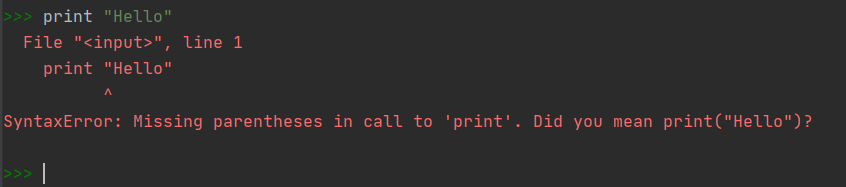 >>> print "Hello"
  File "<input>", line 1
    print "Hello"
          ^
SyntaxError: Missing parentheses in call to 'print'. Did you mean print("Hello")?
>>>